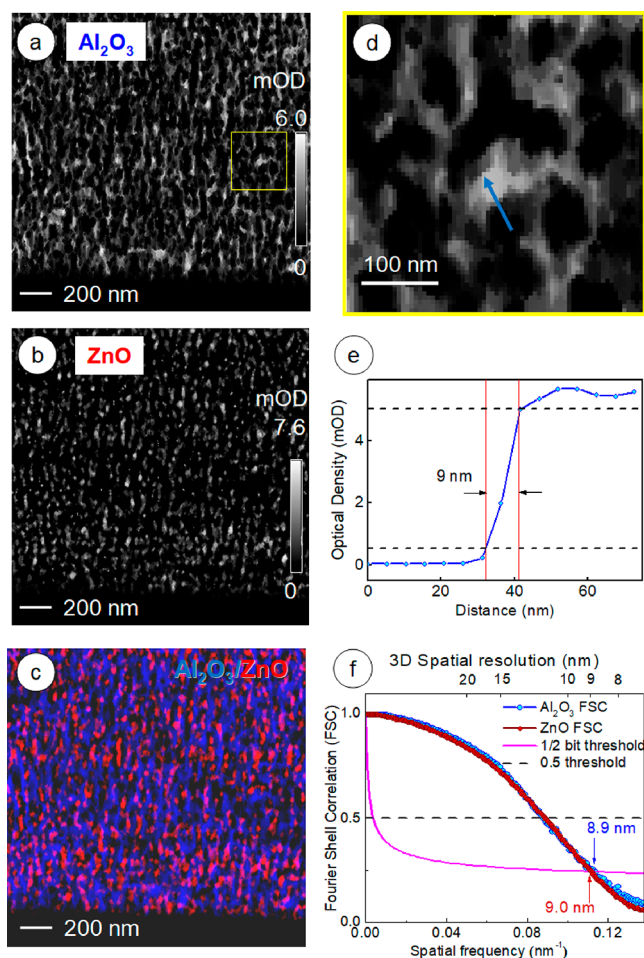 a
Al₂O₃
mOD
6.0
0
200 nm
d
100 nm
b
ZnO
mOD
7.6
0
200 nm
e
Optical Density (mOD)
4
2
0
9 nm
0 20 40 60
Distance (nm)
c
Al₂O₃/ZnO
200 nm
f
3D Spatial resolution (nm)
20 15 10 9 8
Fourier Shell Correlation (FSC)
1.0
0.5
0.0
Al₂O₃ FSC
ZnO FSC
1/2 bit threshold
0.5 threshold
8.9 nm
9.0 nm
0.00 0.04 0.08 0.12
Spatial frequency (nm⁻¹)